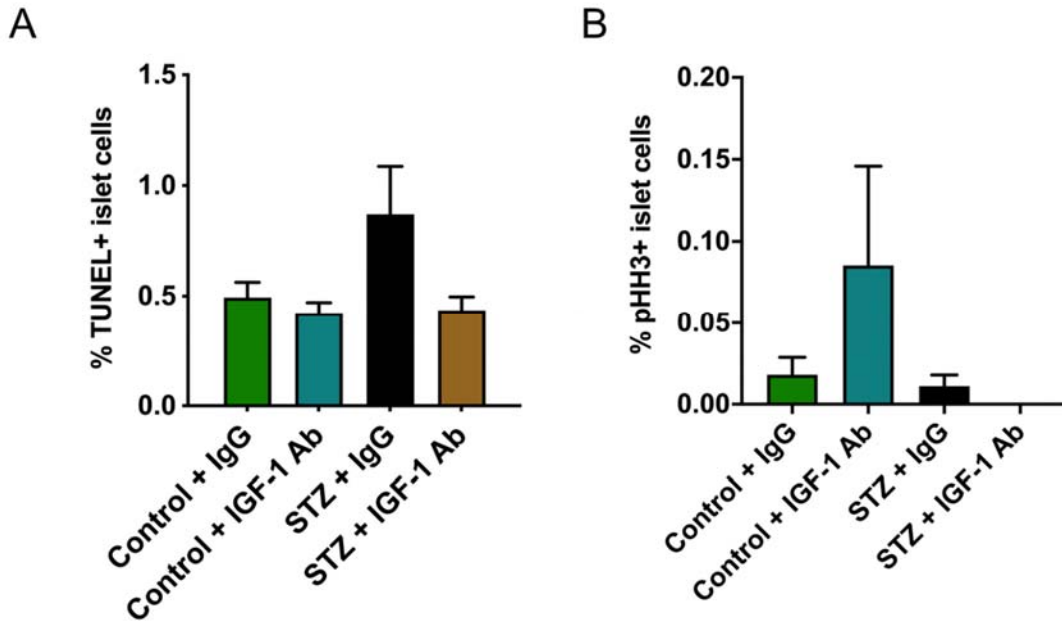 A
% TUNEL+ islet cells
1.5
1.0
0.5
0.0
Control + IgG
Control + IGF-1 Ab
STZ + IgG
STZ + IGF-1 Ab
B
% pHH3+ islet cells
0.20
0.15
0.10
0.05
0.00
Control + IgG
Control + IGF-1 Ab
STZ + IgG
STZ + IGF-1 Ab